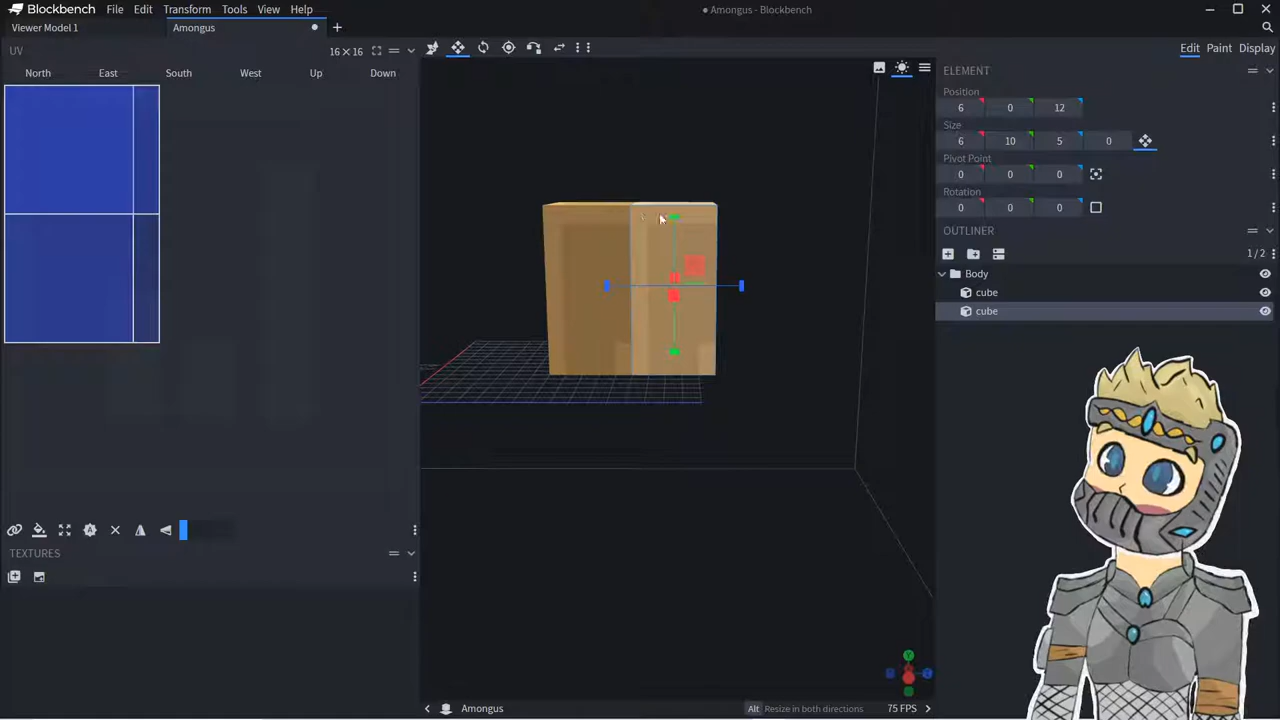 Blockbench File Edit Transform Tools View Help
Amongus - Blockbench
Viewer Model 1 Amongus
UV 16 × 16
Edit Paint Display
North East South West Up Down
ELEMENT
Position
6 0 12
Size
6 10 5 0
Pivot Point
0 0 0
Rotation
0 0 0
OUTLINER
1 / 2
Body
cube
cube
TEXTURES
Y
Amongus
Alt Resize in both directions 75 FPS